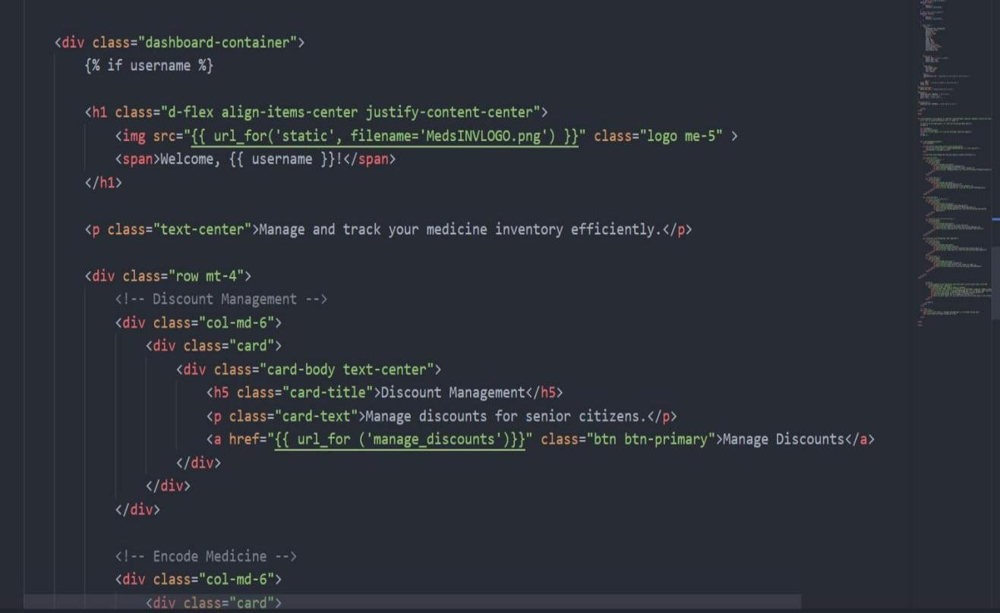 <div class="dashboard-container">
{% if username %}
<h1 class="d-flex align-items-center justify-content-center">
<img src="{{ url_for('static', filename='MedsINVLOGO.png') }}" class="logo me-5" >
<span>Welcome, {{ username }}!</span>
</h1>
<p class="text-center">Manage and track your medicine inventory efficiently.</p>
<div class="row mt-4">
<!-- Discount Management -->
<div class="col-md-6">
<div class="card">
<div class="card-body text-center">
<h5 class="card-title">Discount Management</h5>
<p class="card-text">Manage discounts for senior citizens.</p>
<a href="{{ url_for ('manage_discounts')}}" class="btn btn-primary">Manage Discounts</a>
</div>
</div>
</div>
<!-- Encode Medicine -->
<div class="col-md-6">
<div class="card">